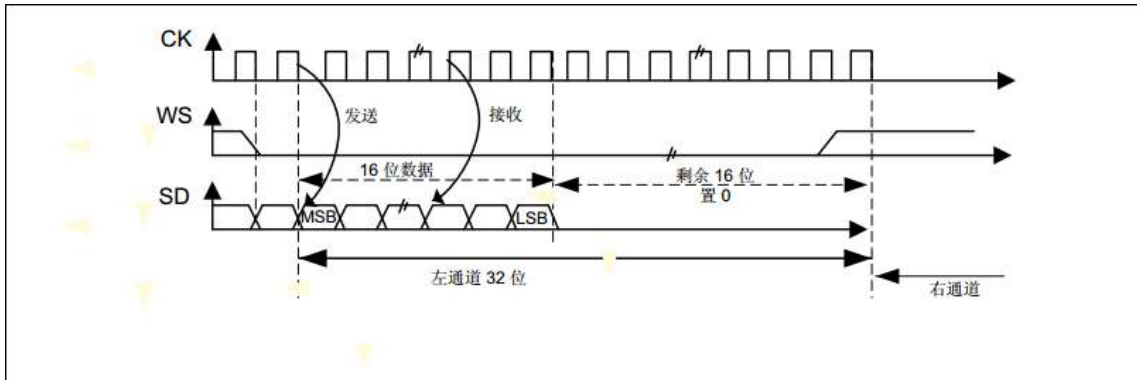 CK
发送
接收
WS
16 位数据
剩余 16 位
置 0
SD
MSB
LSB
左通道 32 位
右通道